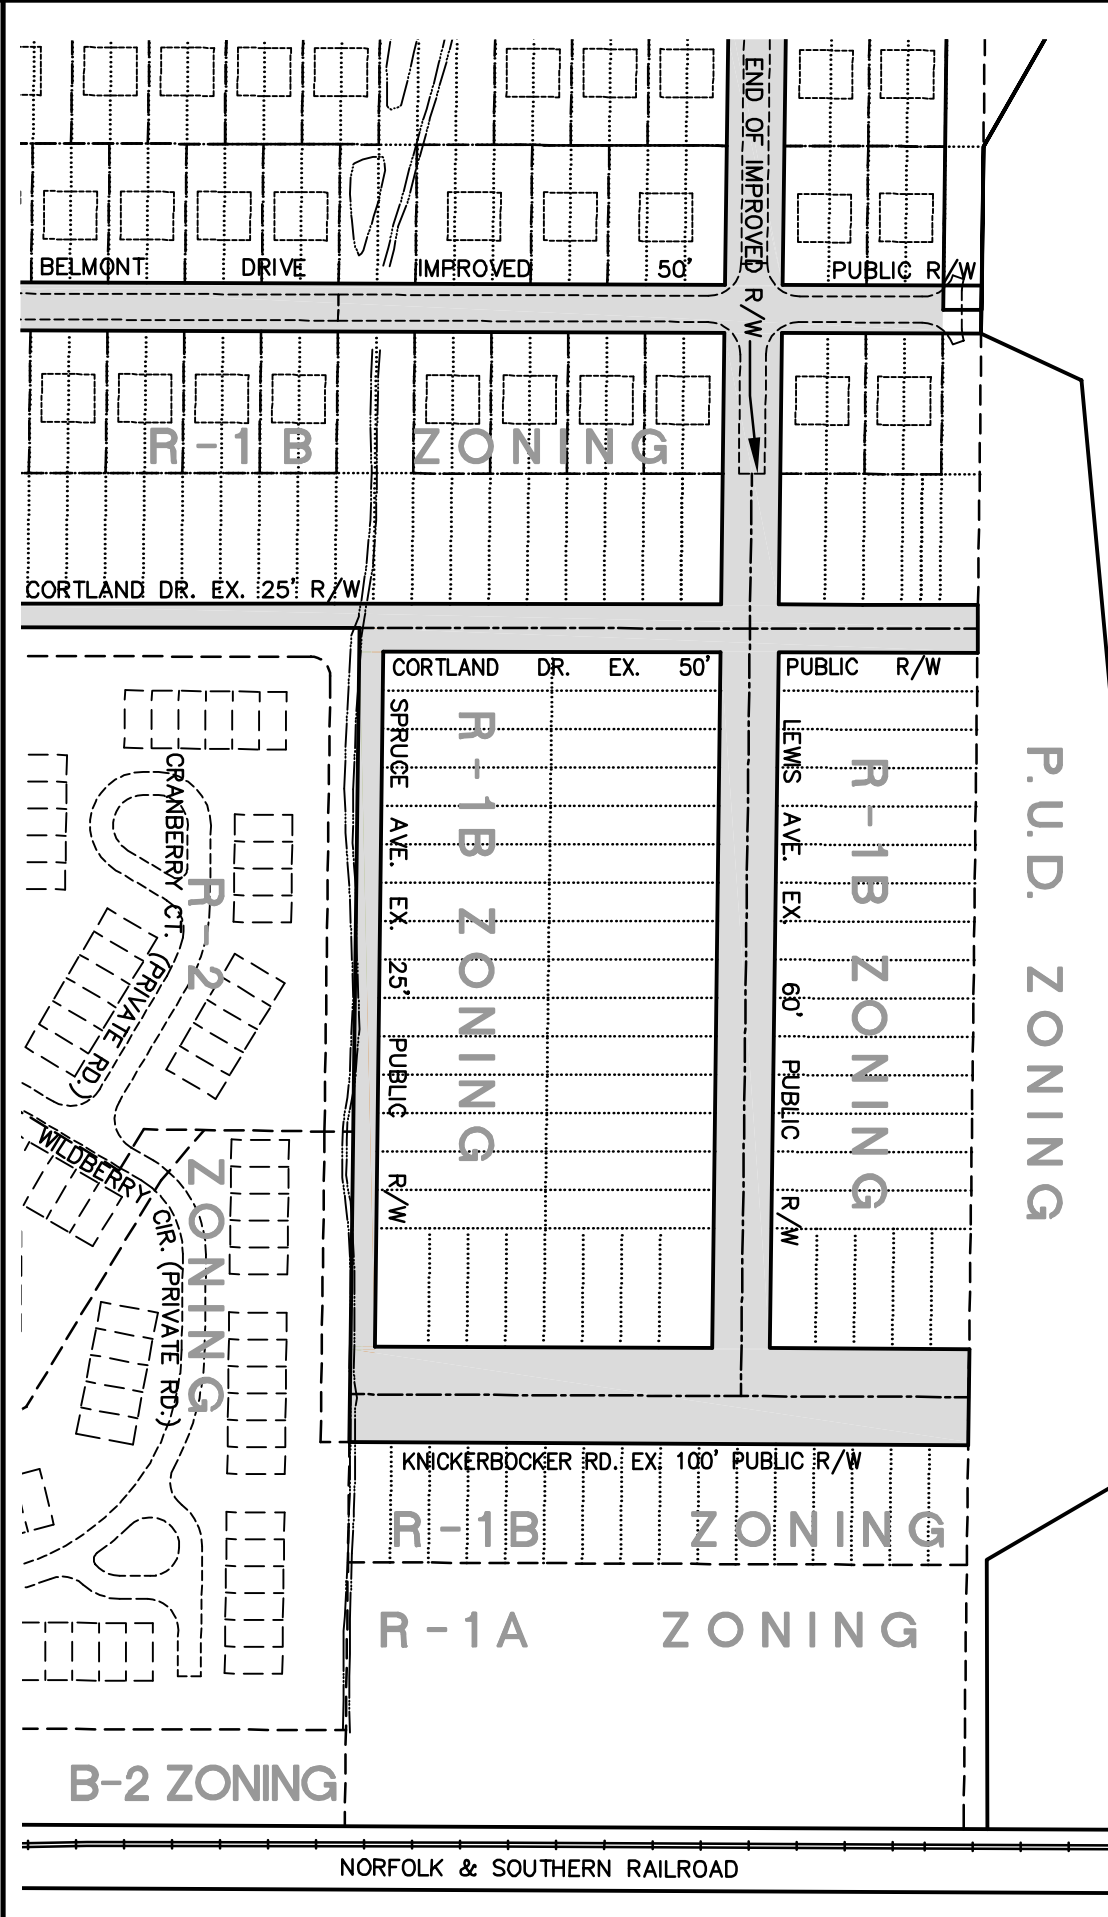 END OF IMPROVED R/W
BELMONT DRIVE IMPROVED 50' PUBLIC R/W
R-1B ZONING
CORTLAND DR. EX. 25' R/W
CORTLAND DR. EX. 50' PUBLIC R/W
SPRUCE AVE. EX. 25' PUBLIC R/W
R-1B ZONING
LEWIS AVE. EX. 60' PUBLIC R/W
R-1B ZONING
P.U.D. ZONING
CRANBERRY CT. (PRIVATE RD.)
R-2 ZONING
WILDBERRY CIR. (PRIVATE RD.)
KNICKERBOCKER RD. EX. 100' PUBLIC R/W
R-1B ZONING
R-1A ZONING
B-2 ZONING
NORFOLK & SOUTHERN RAILROAD